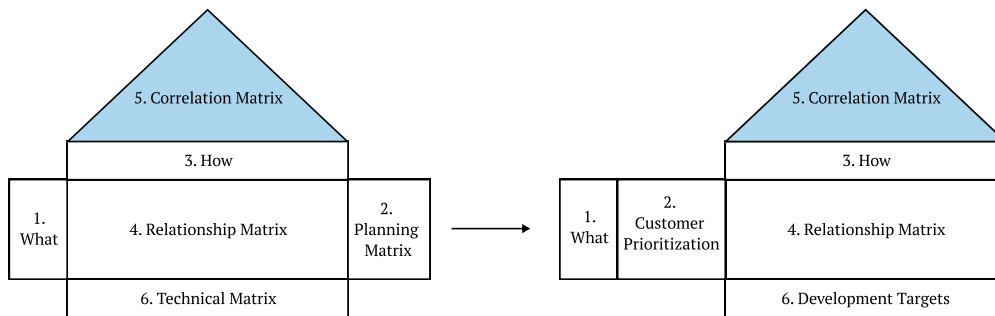 5. Correlation Matrix
3. How
1.
What
4. Relationship Matrix
2.
Planning
Matrix
6. Technical Matrix
5. Correlation Matrix
3. How
1.
What
2.
Customer
Prioritization
4. Relationship Matrix
6. Development Targets